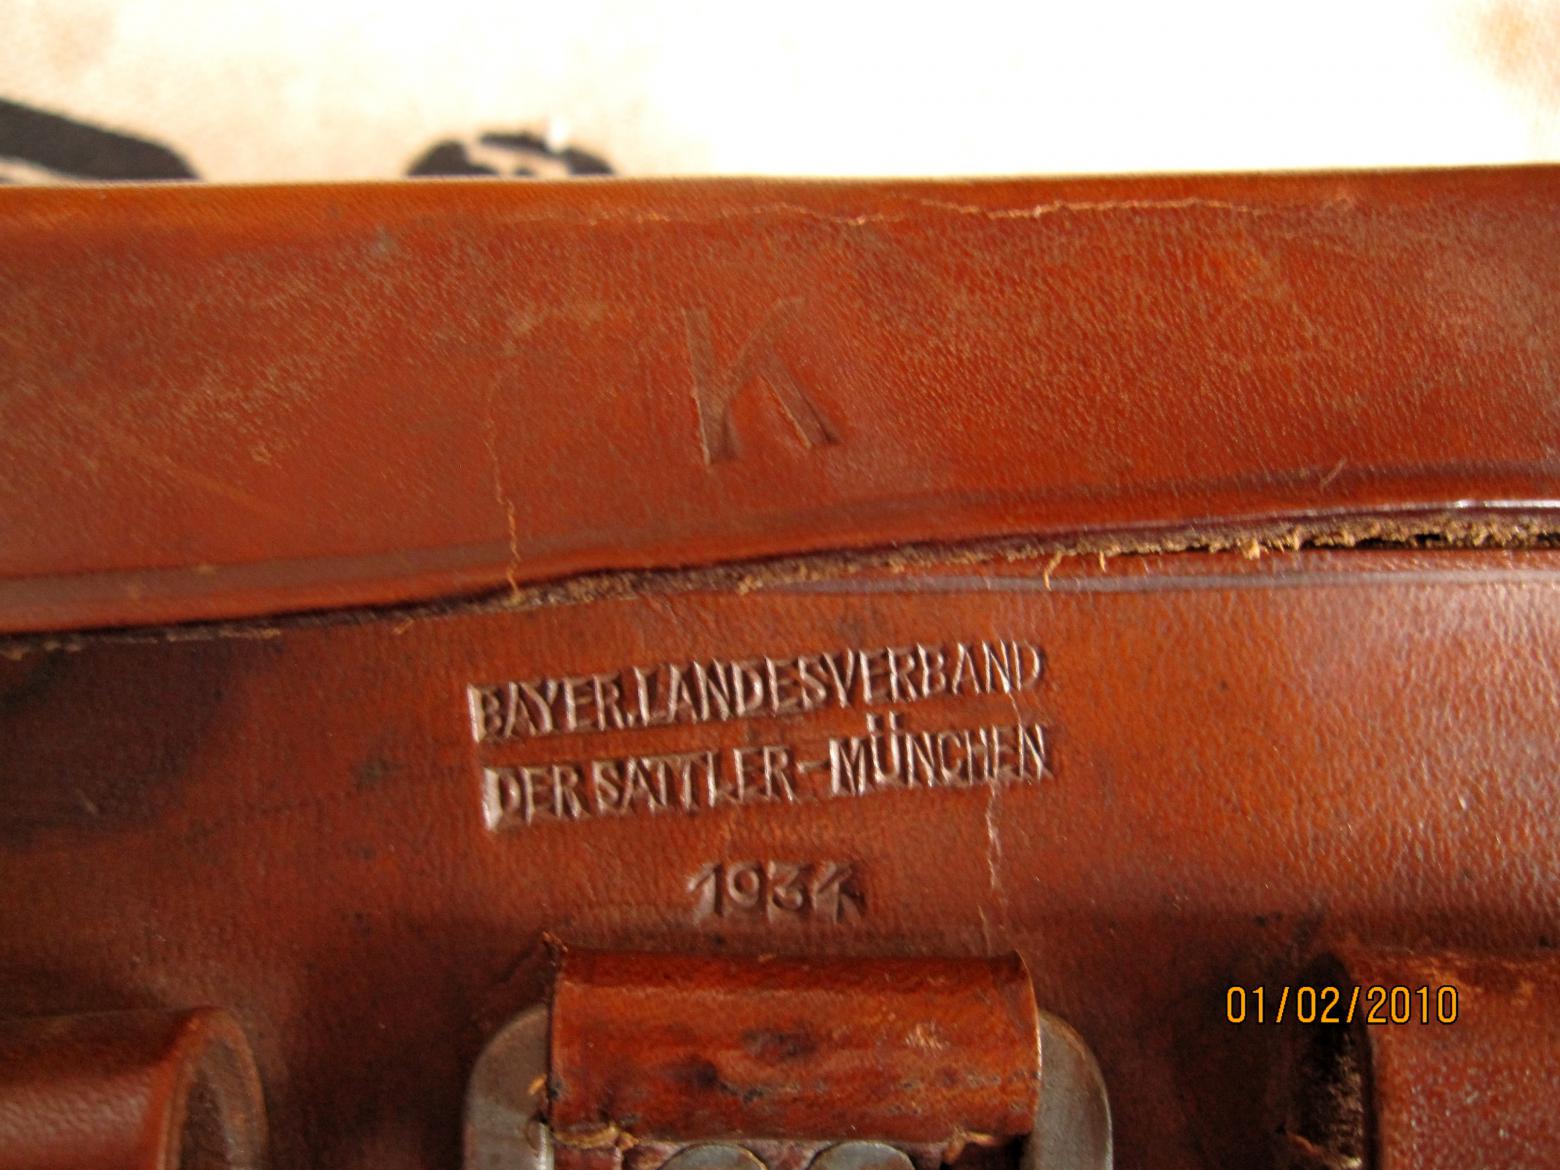 K
BAYER.LANDESVERBAND
DER SATTLER-MÜNCHEN
1934
01/02/2010